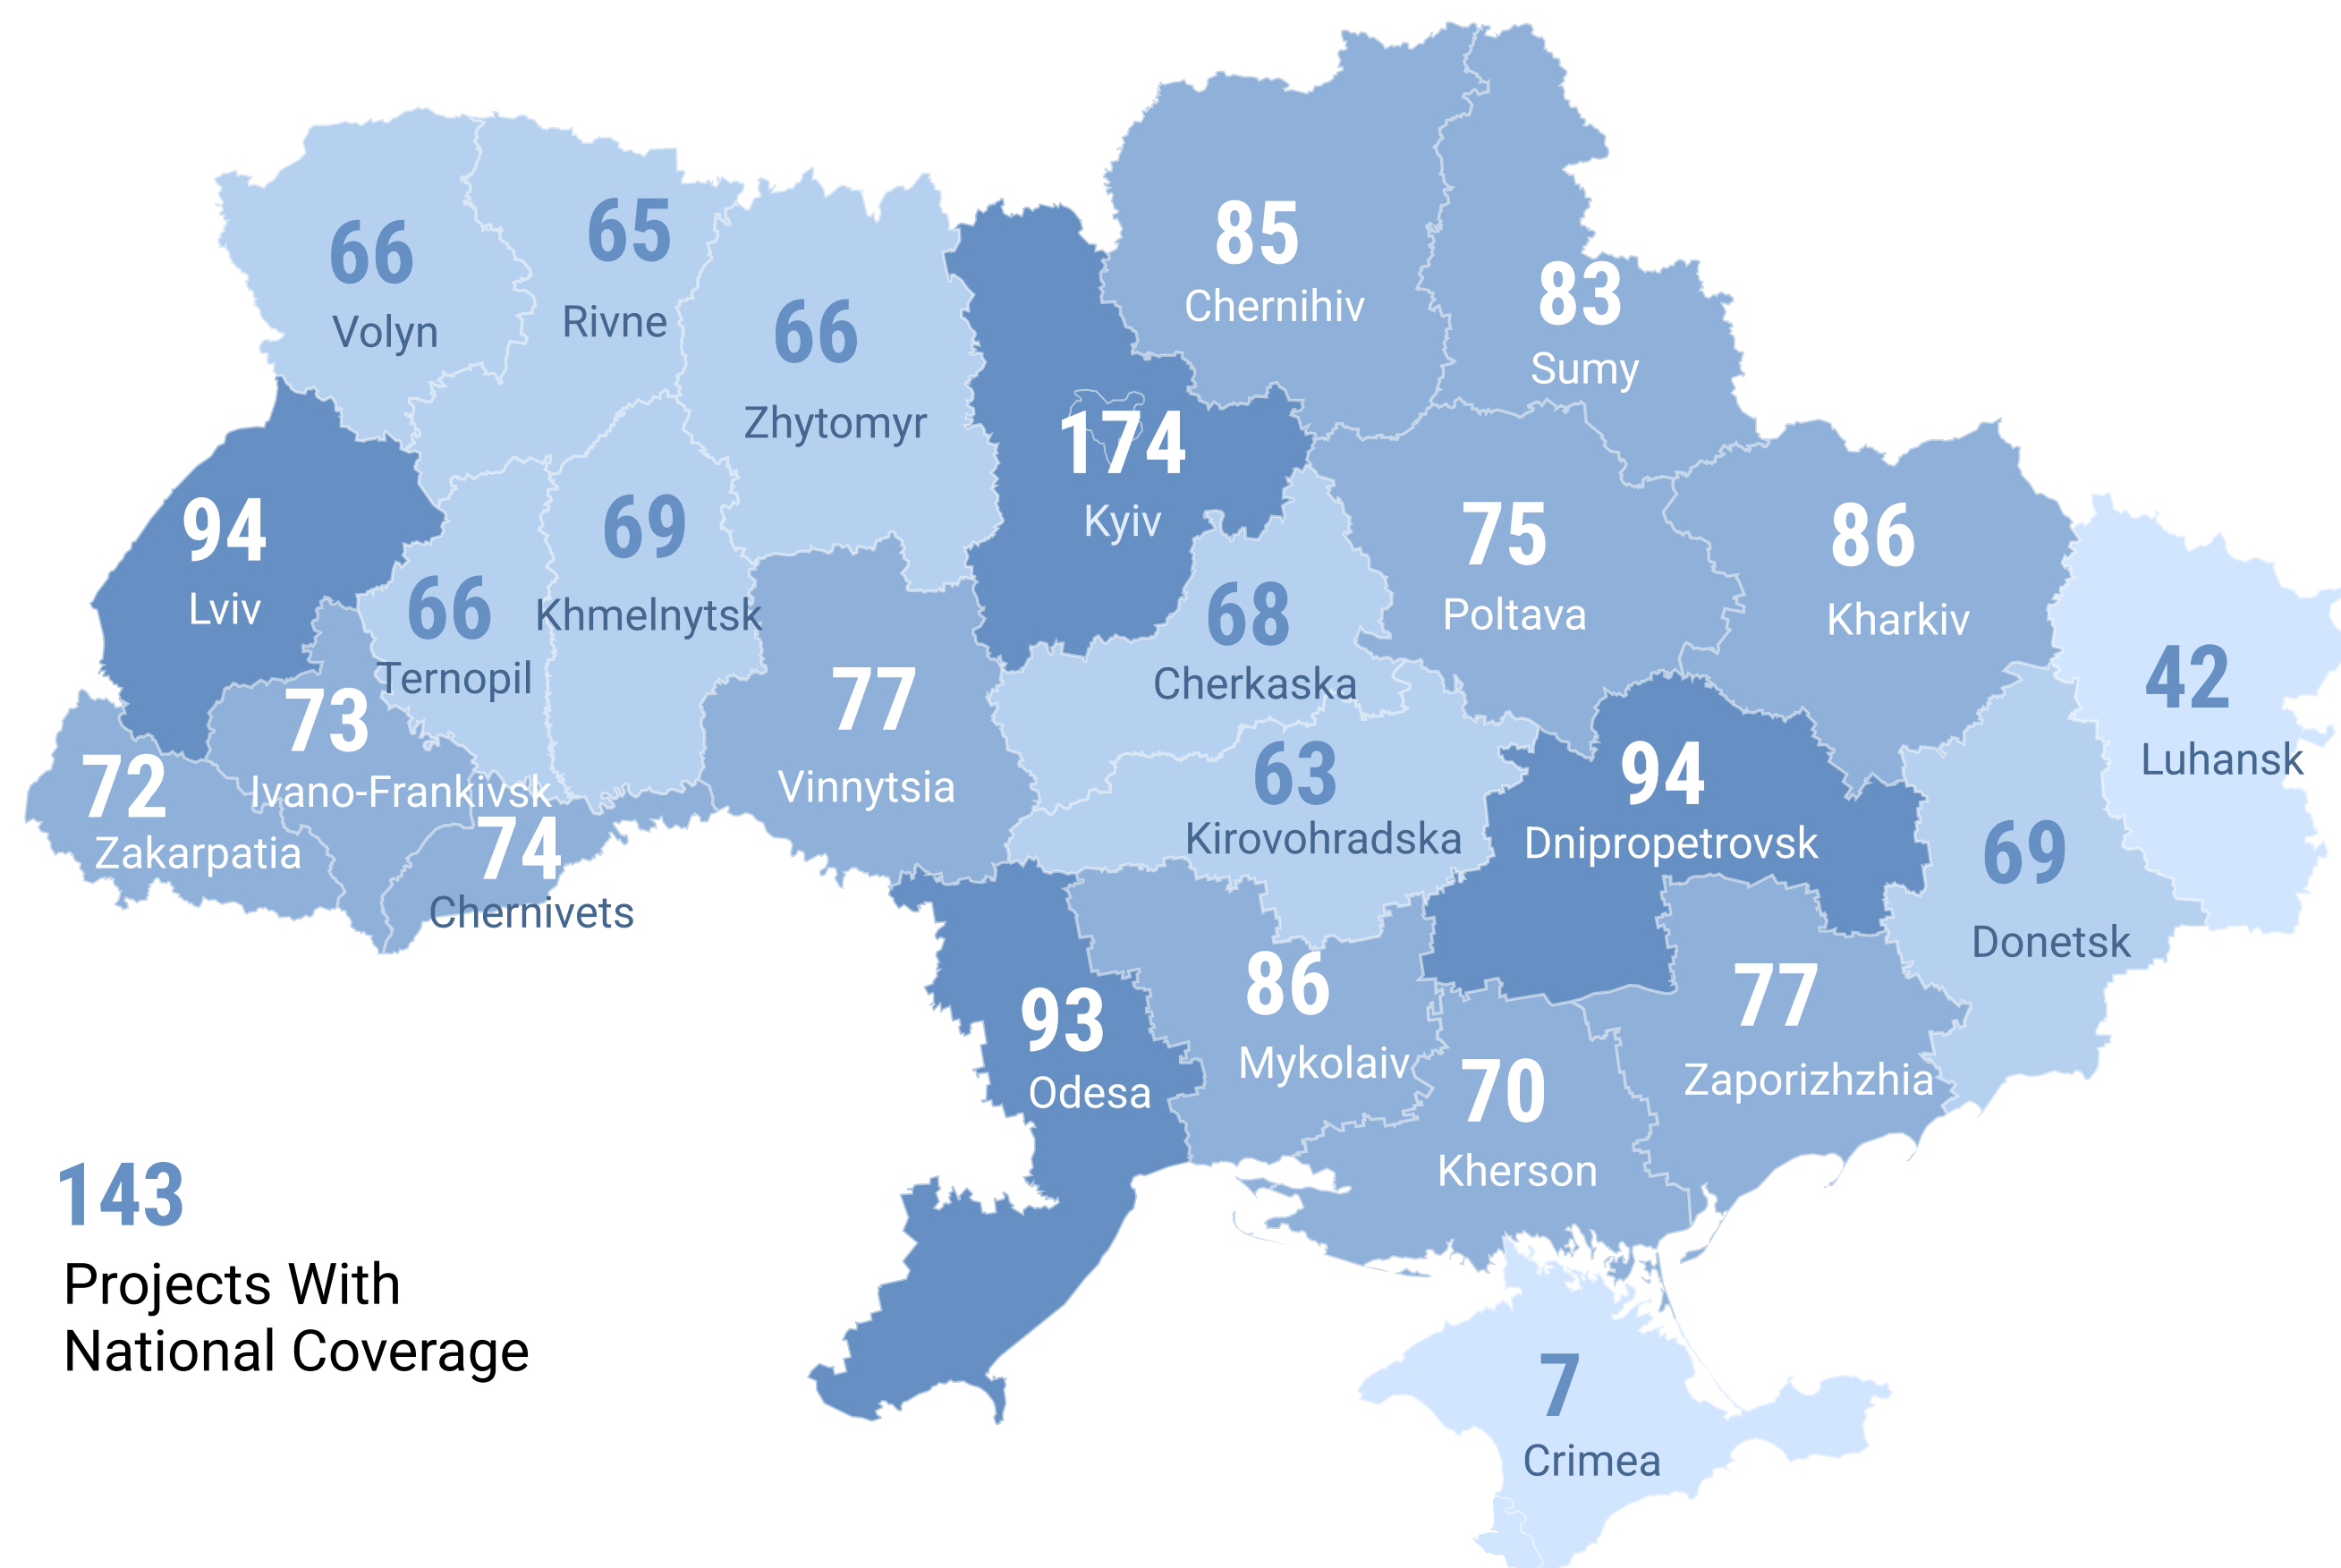 85
Chernihiv
83
Sumy
66
Volyn
65
Rivne
66
Zhytomyr
174
Kyiv
94
Lviv
69
Khmelnytsk
75
Poltava
86
Kharkiv
66
Ternopil
68
Cherkaska
42
Luhansk
73
Ivano-Frankivsk
77
Vinnytsia
72
Zakarpatia
63
Kirovohradska
94
Dnipropetrovsk
74
Chernivets
69
Donetsk
93
Odesa
86
Mykolaiv
70
Kherson
77
Zaporizhzhia
143
Projects With
National Coverage
7
Crimea